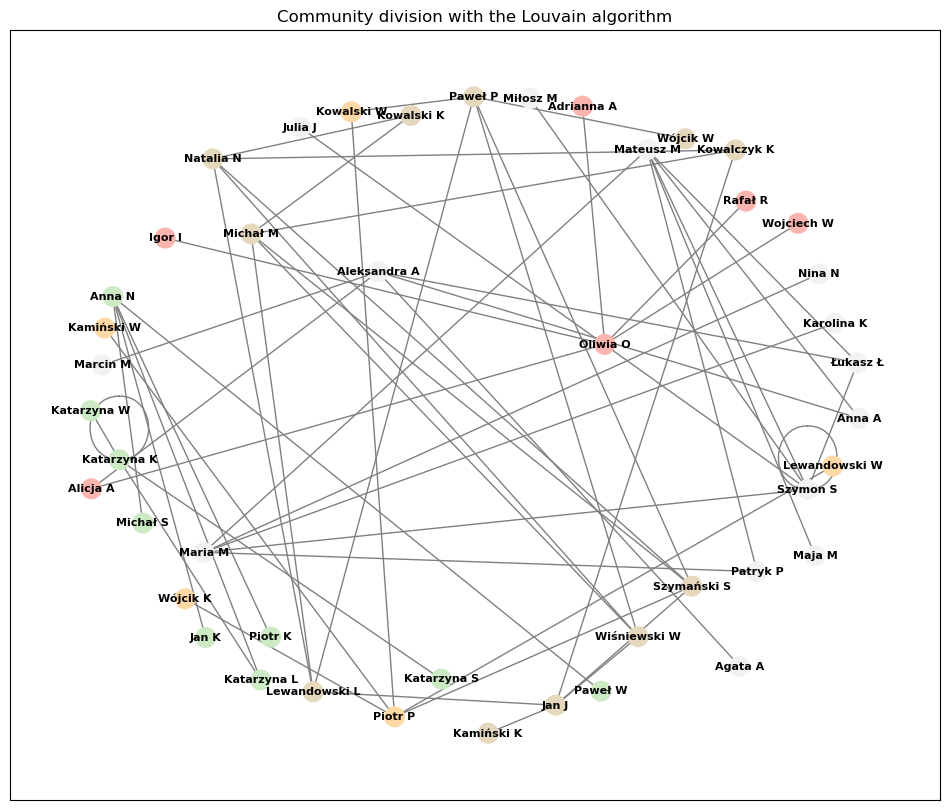 Community division with the Louvain algorithm
Paweł P
Miłosz M
Adrianna A
Kowalski W
Kowalski K
Julia J
Wójcik W
Mateusz M
Kowalczyk K
Natalia N
Rafał R
Wojciech W
Michał M
Igor I
Aleksandra A
Nina N
Anna N
Karolina K
Kamiński W
Oliwia O
Marcin M
Łukasz Ł
Katarzyna W
Anna A
Katarzyna K
Lewandowski W
Alicja A
Szymon S
Michał S
Maria M
Maja M
Patryk P
Szymański S
Wójcik K
Jan K
Piotr K
Wiśniewski W
Agata A
Katarzyna L
Katarzyna S
Lewandowski L
Paweł W
Jan J
Piotr P
Kamiński K